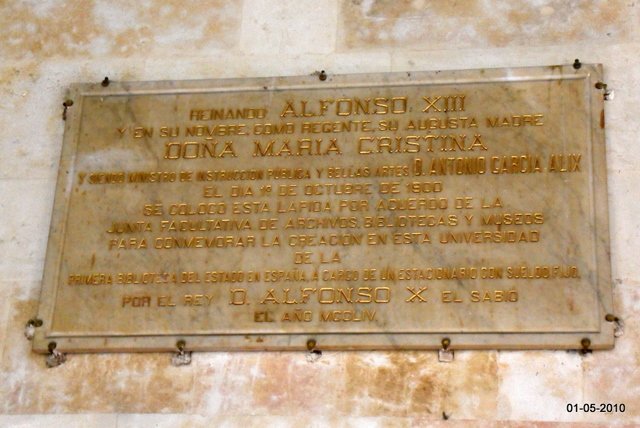 REINANDO ALFONSO XIII
Y EN SU NOMBRE, COMO REGENTE, SU AUGUSTA MADRE
DOÑA MARIA CRISTINA
Y SIENDO MINISTRO DE INSTRUCCION PUBLICA Y BELLAS ARTES D. ANTONIO GARCIA ALIX
EL DIA 1º DE OCTUBRE DE 1900
SE COLOCÓ ESTA LAPIDA POR ACUERDO DE LA
JUNTA FACULTATIVA DE ARCHIVOS, BIBLIOTECAS Y MUSEOS
PARA CONMEMORAR LA CREACIÓN EN ESTA UNIVERSIDAD
DE LA
PRIMERA BIBLIOTECA DEL ESTADO EN ESPAÑA, A CARGO DE UN ESTACIONARIO CON SUELDO FIJO,
POR EL REY D. ALFONSO X EL SABIO
EL AÑO MCCLIV.
01-05-2010